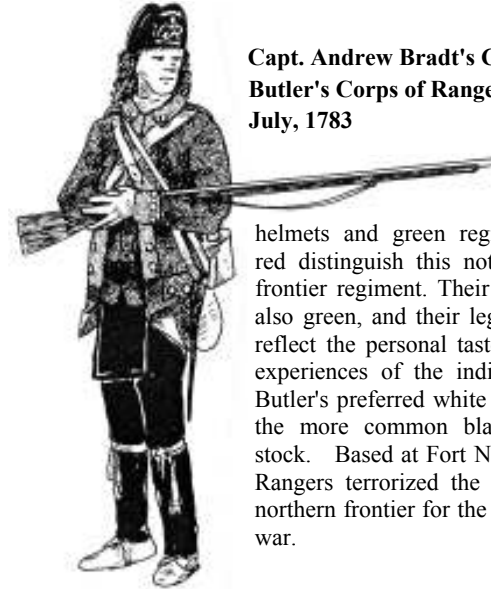 Capt. Andrew Bradt's
Butler's Corps of
July, 1783
helmets and green
red distinguish this
frontier regiment. Their
also green, and their
reflect the personal
experiences of the
Butler's preferred white
the more common
stock. Based at Fort
Rangers terrorized the
northern frontier for the
war.